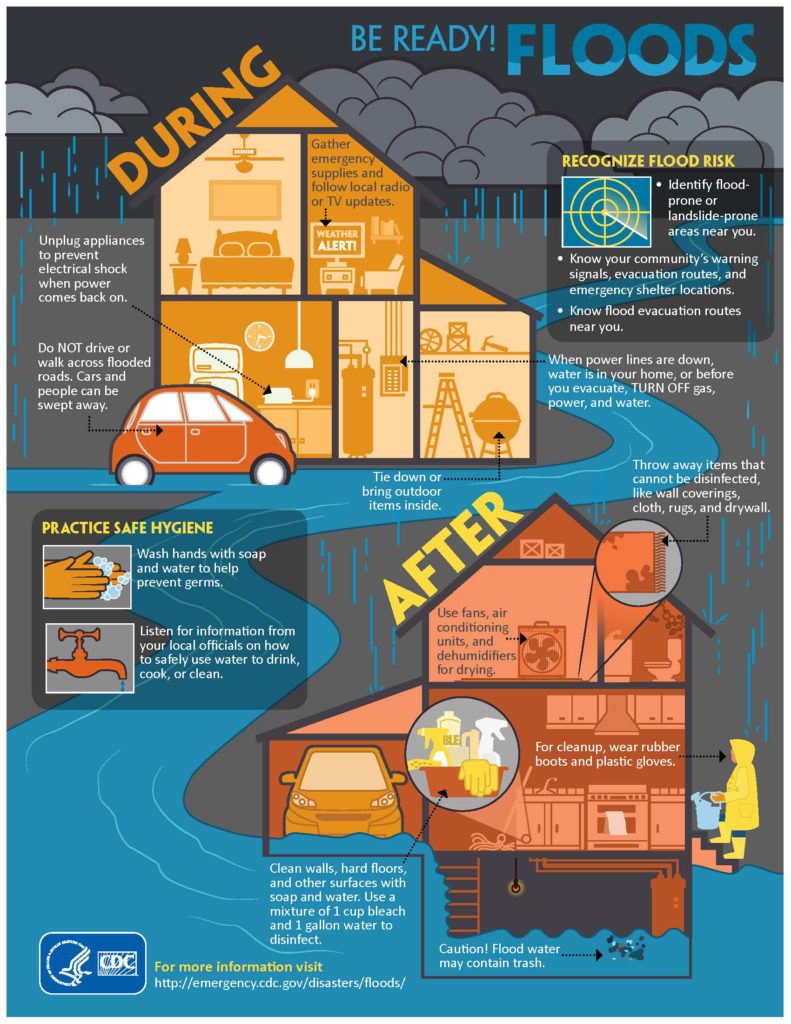 BE READY! FLOODS
DURING
Gather
emergency
supplies and
follow local radio
or TV updates.
WEATHER
ALERT!
RECOGNIZE FLOOD RISK
• Identify flood-
prone or
landslide-prone
areas near you.
• Know your community's warning
signals, evacuation routes, and
emergency shelter locations.
• Know flood evacuation routes
near you.
Unplug appliances
to prevent
electrical shock
when power
comes back on.
Do NOT drive or
walk across flooded
roads. Cars and
people can be
swept away.
When power lines are down,
water is in your home, or before
you evacuate, TURN OFF gas,
power, and water.
Tie down or
bring outdoor
items inside.
Throw away items that
cannot be disinfected,
like wall coverings,
cloth, rugs, and drywall.
PRACTICE SAFE HYGIENE
Wash hands with soap
and water to help
prevent germs.
Listen for information from
your local officials on how
to safely use water to drink,
cook, or clean.
AFTER
Use fans, air
conditioning
units, and
dehumidifiers
for drying.
BLE
For cleanup, wear rubber
boots and plastic gloves.
Clean walls, hard floors,
and other surfaces with
soap and water. Use a
mixture of 1 cup bleach
and 1 gallon water to
disinfect.
Caution! Flood water
may contain trash.
CDC
For more information visit
http://emergency.cdc.gov/disasters/floods/